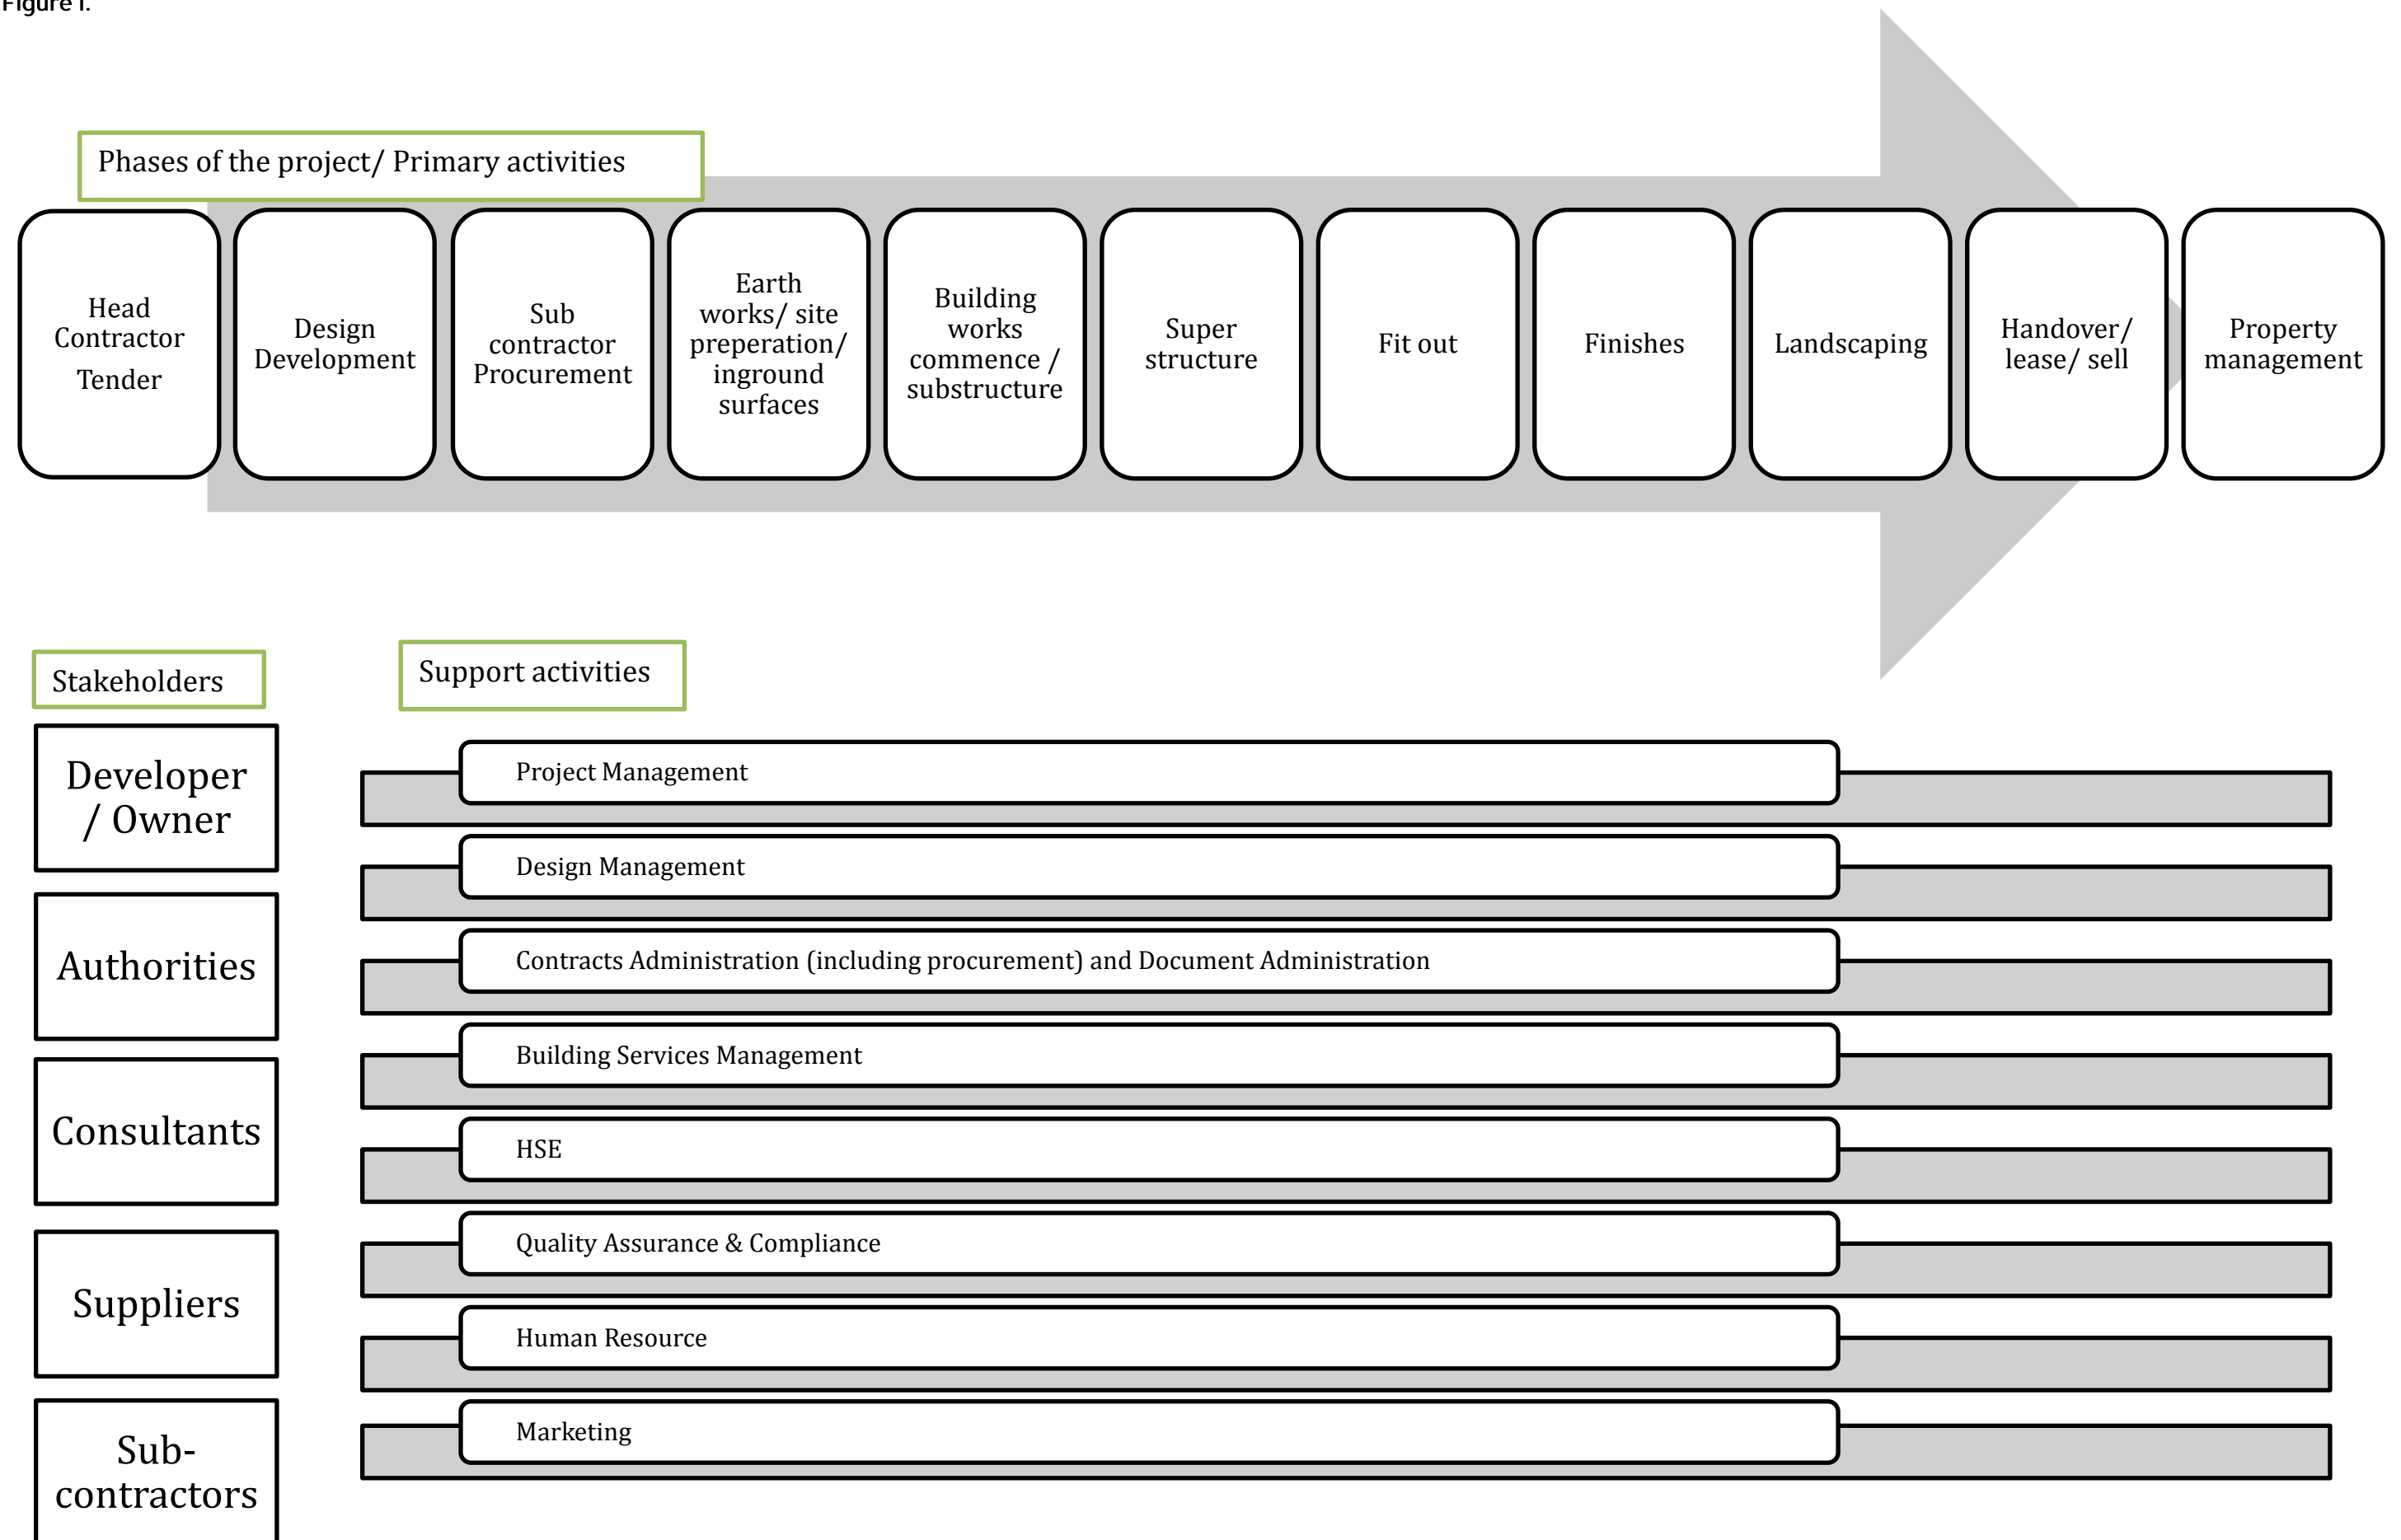 Figure 1.
Phases of the project/ Primary activities
Head
Contractor
Tender
Design
Development
Sub
contractor
Procurement
Earth
works/ site
preperation/
inground
surfaces
Building
works
commence /
substructure
Super
structure
Fit out
Finishes
Landscaping
Handover/
lease/ sell
Property
management
Stakeholders
Developer
/ Owner
Authorities
Consultants
Suppliers
Sub-
contractors
Support activities
Project Management
Design Management
Contracts Administration (including procurement) and Document Administration
Building Services Management
HSE
Quality Assurance & Compliance
Human Resource
Marketing